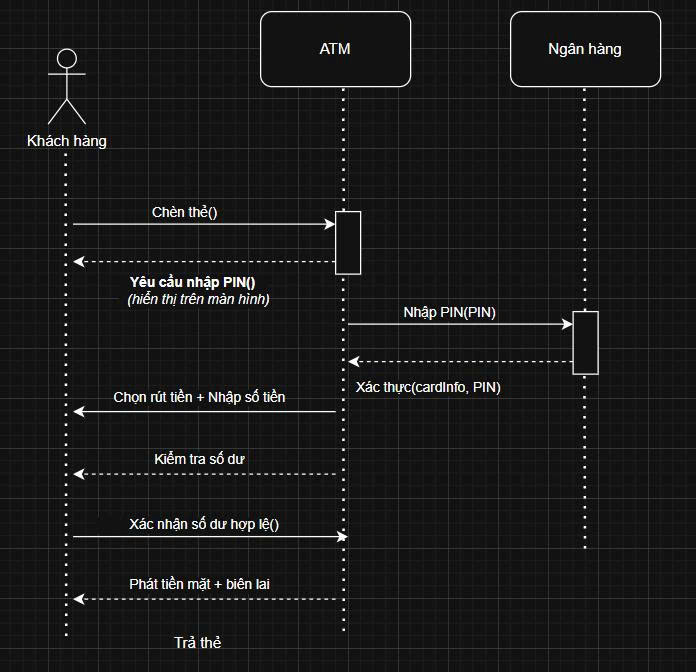 ATM
Ngân hàng
Khách hàng
Chèn thẻ()
Yêu cầu nhập PIN()
(hiển thị trên màn hình)
Nhập PIN(PIN)
Xác thực(cardInfo, PIN)
Chọn rút tiền + Nhập số tiền
Kiểm tra số dư
Xác nhận số dư hợp lệ()
Phát tiền mặt + biên lai
Trả thẻ